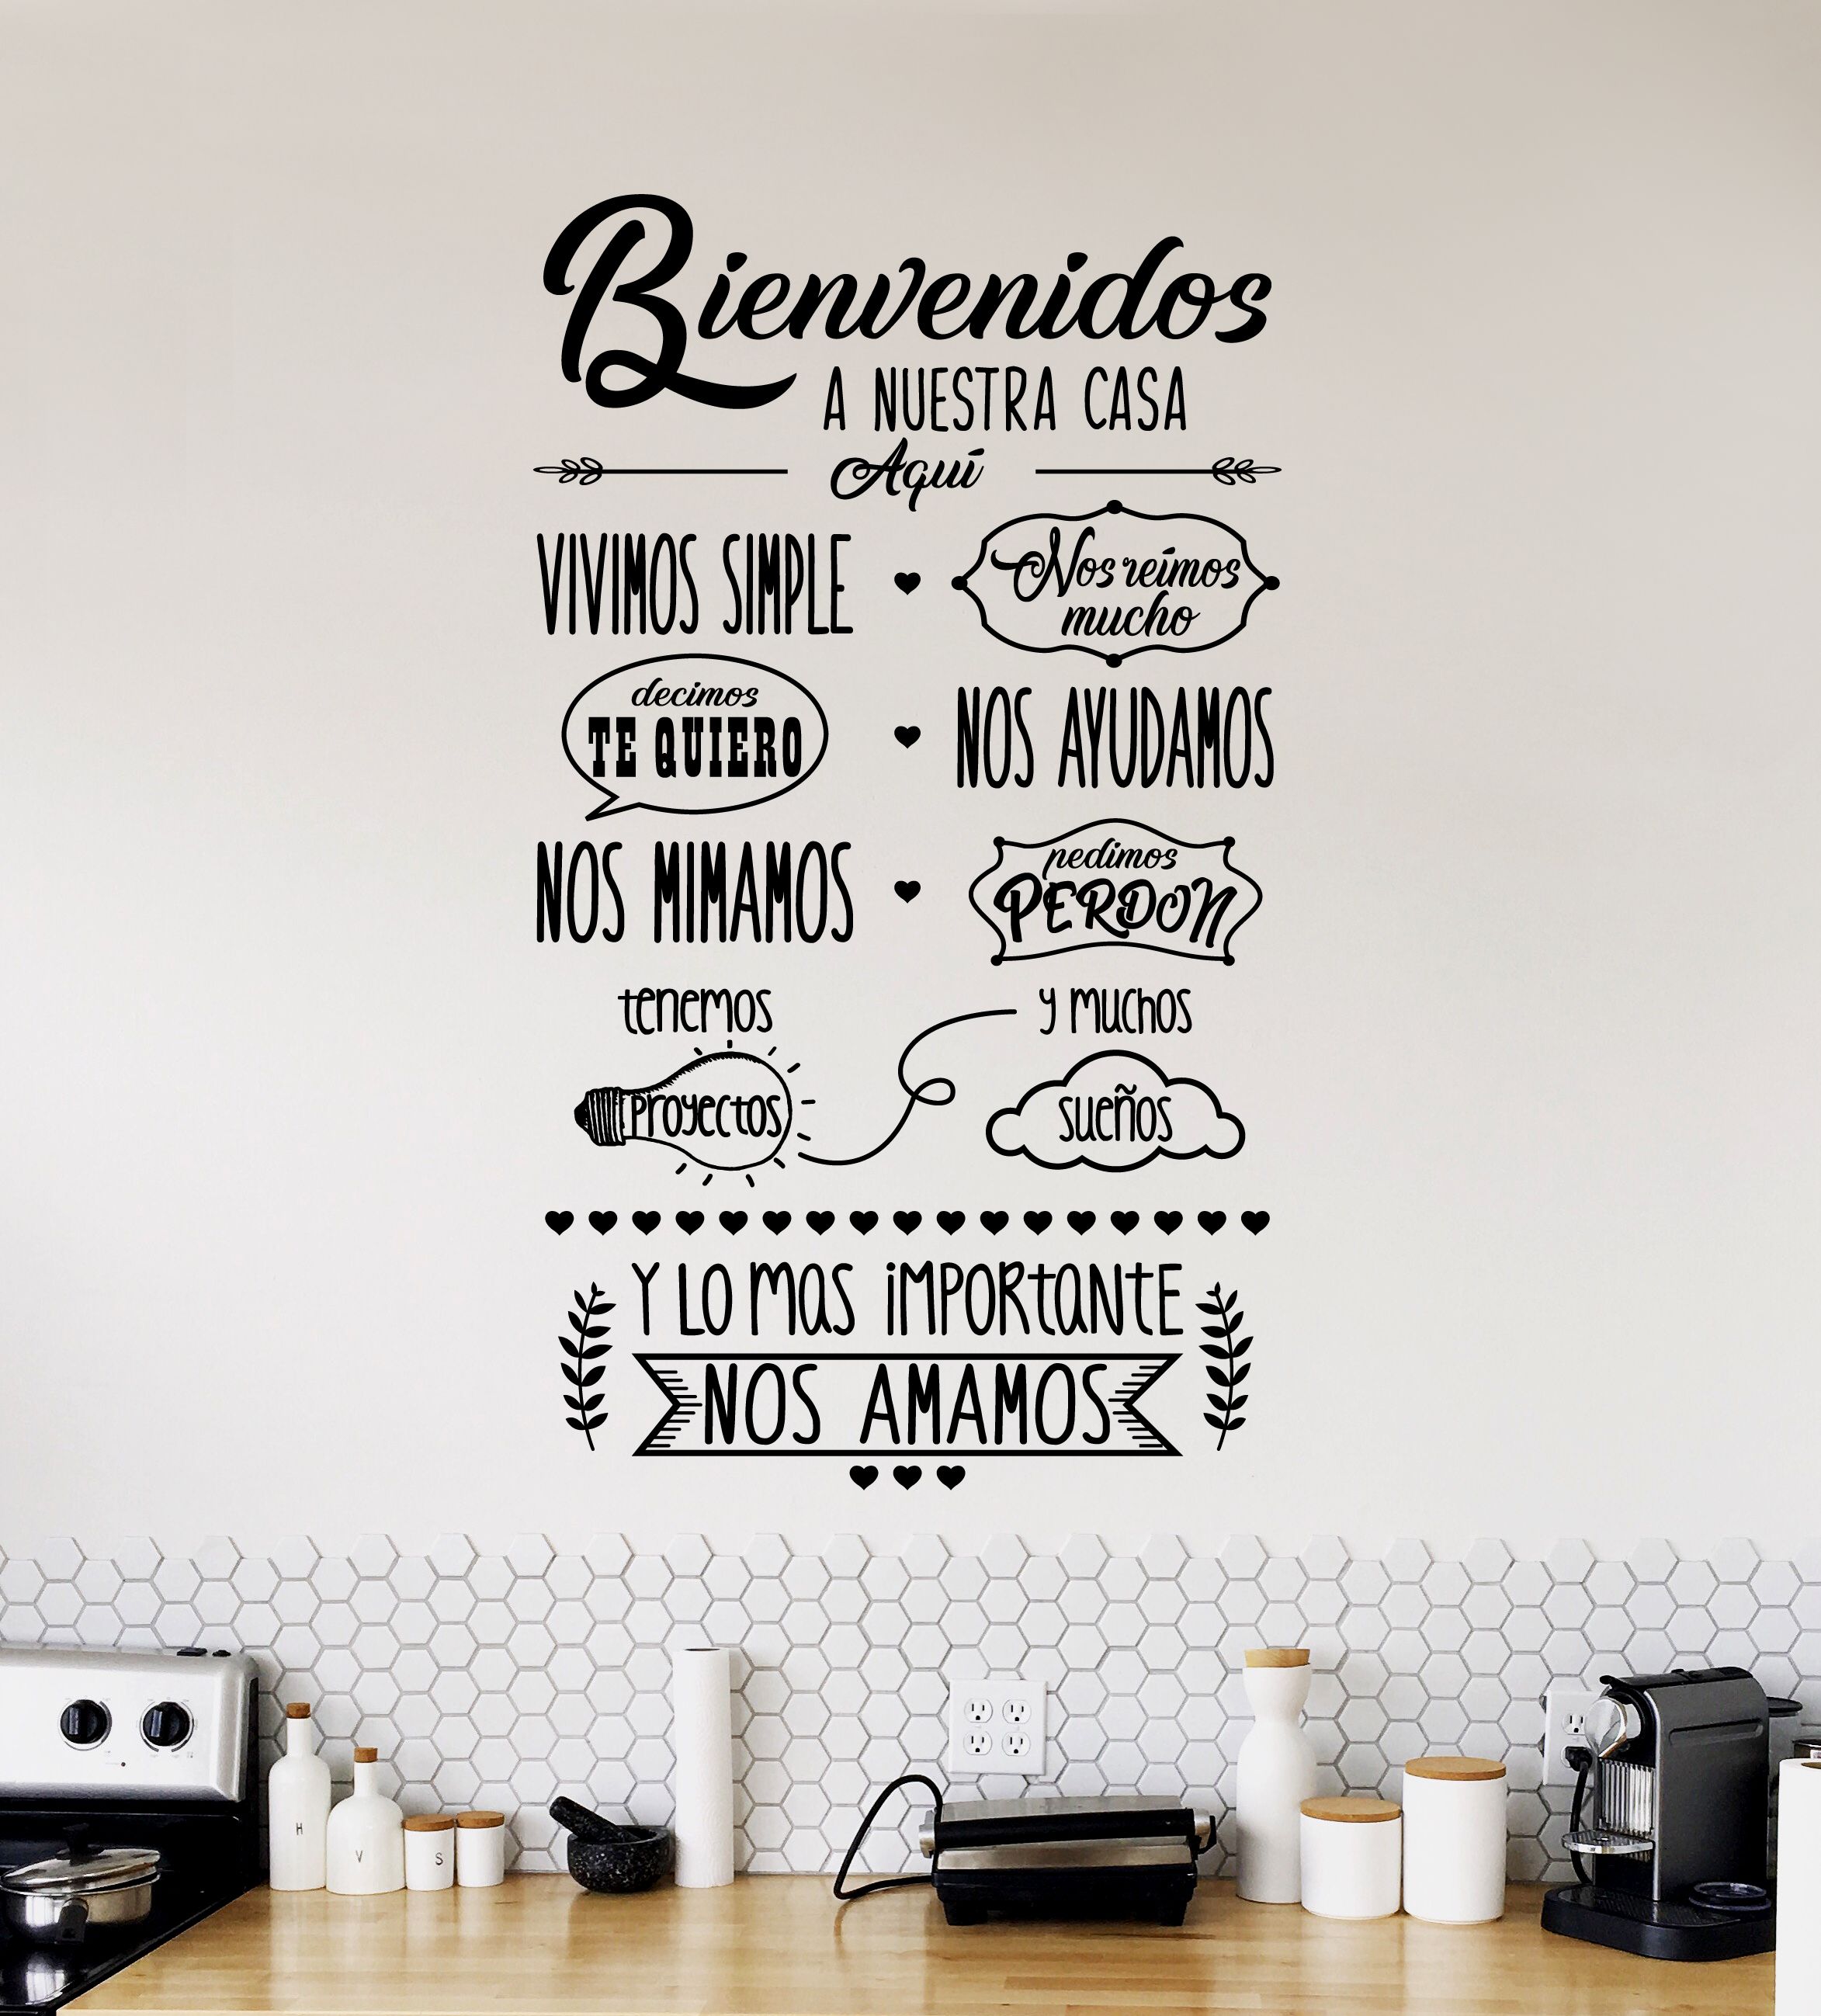 Bienvenidos
A NUESTRA CASA
Aquí
VIVIMOS SIMPLE
Nos reímos
mucho
decimos
TE QUIERO
NOS AYUDAMOS
NOS MIMAMOS
pedimos
PERDON
tenemos
proyectos
y muchos
sueños
Y LO mas iMPORtaNtE
NOS AMAMOS
H
V
S